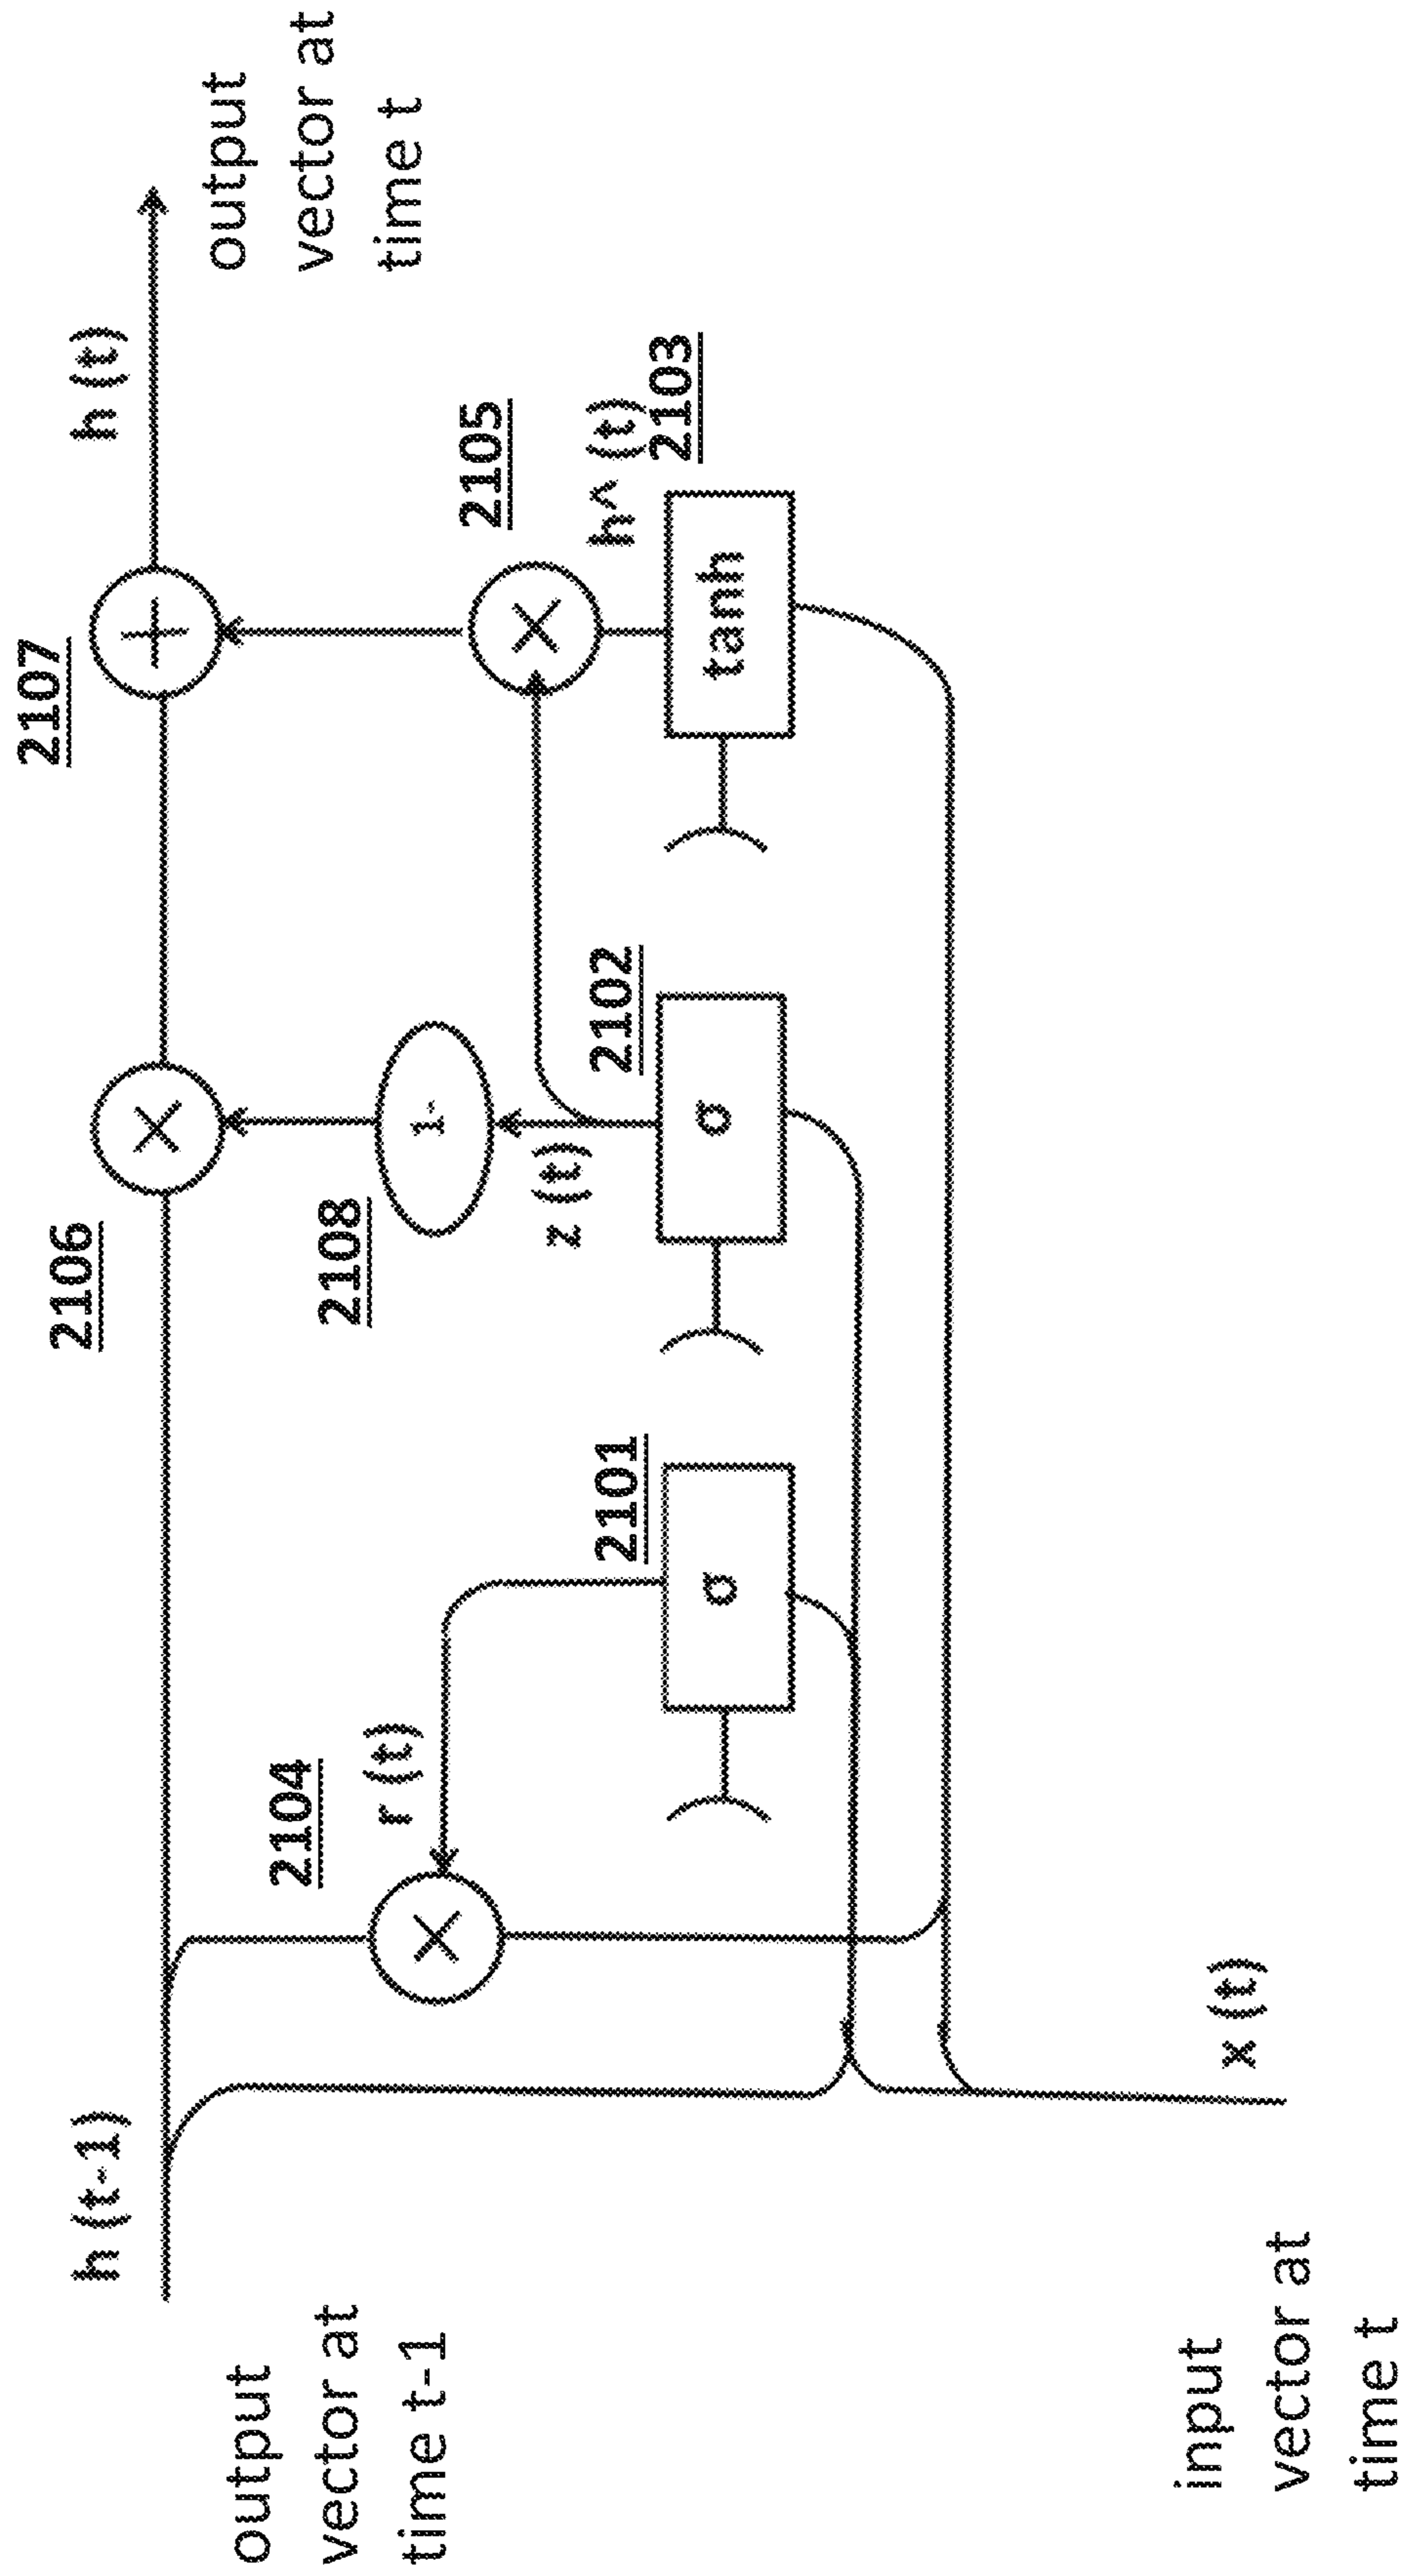 h (t-1)
output
vector at
time t-1
2106
2107
h (t)
output
vector at
time t
2104
r (t)
2108
1-
z (t)
2105
h^ (t)
2101
σ
2102
σ
2103
tanh
x (t)
input
vector at
time t